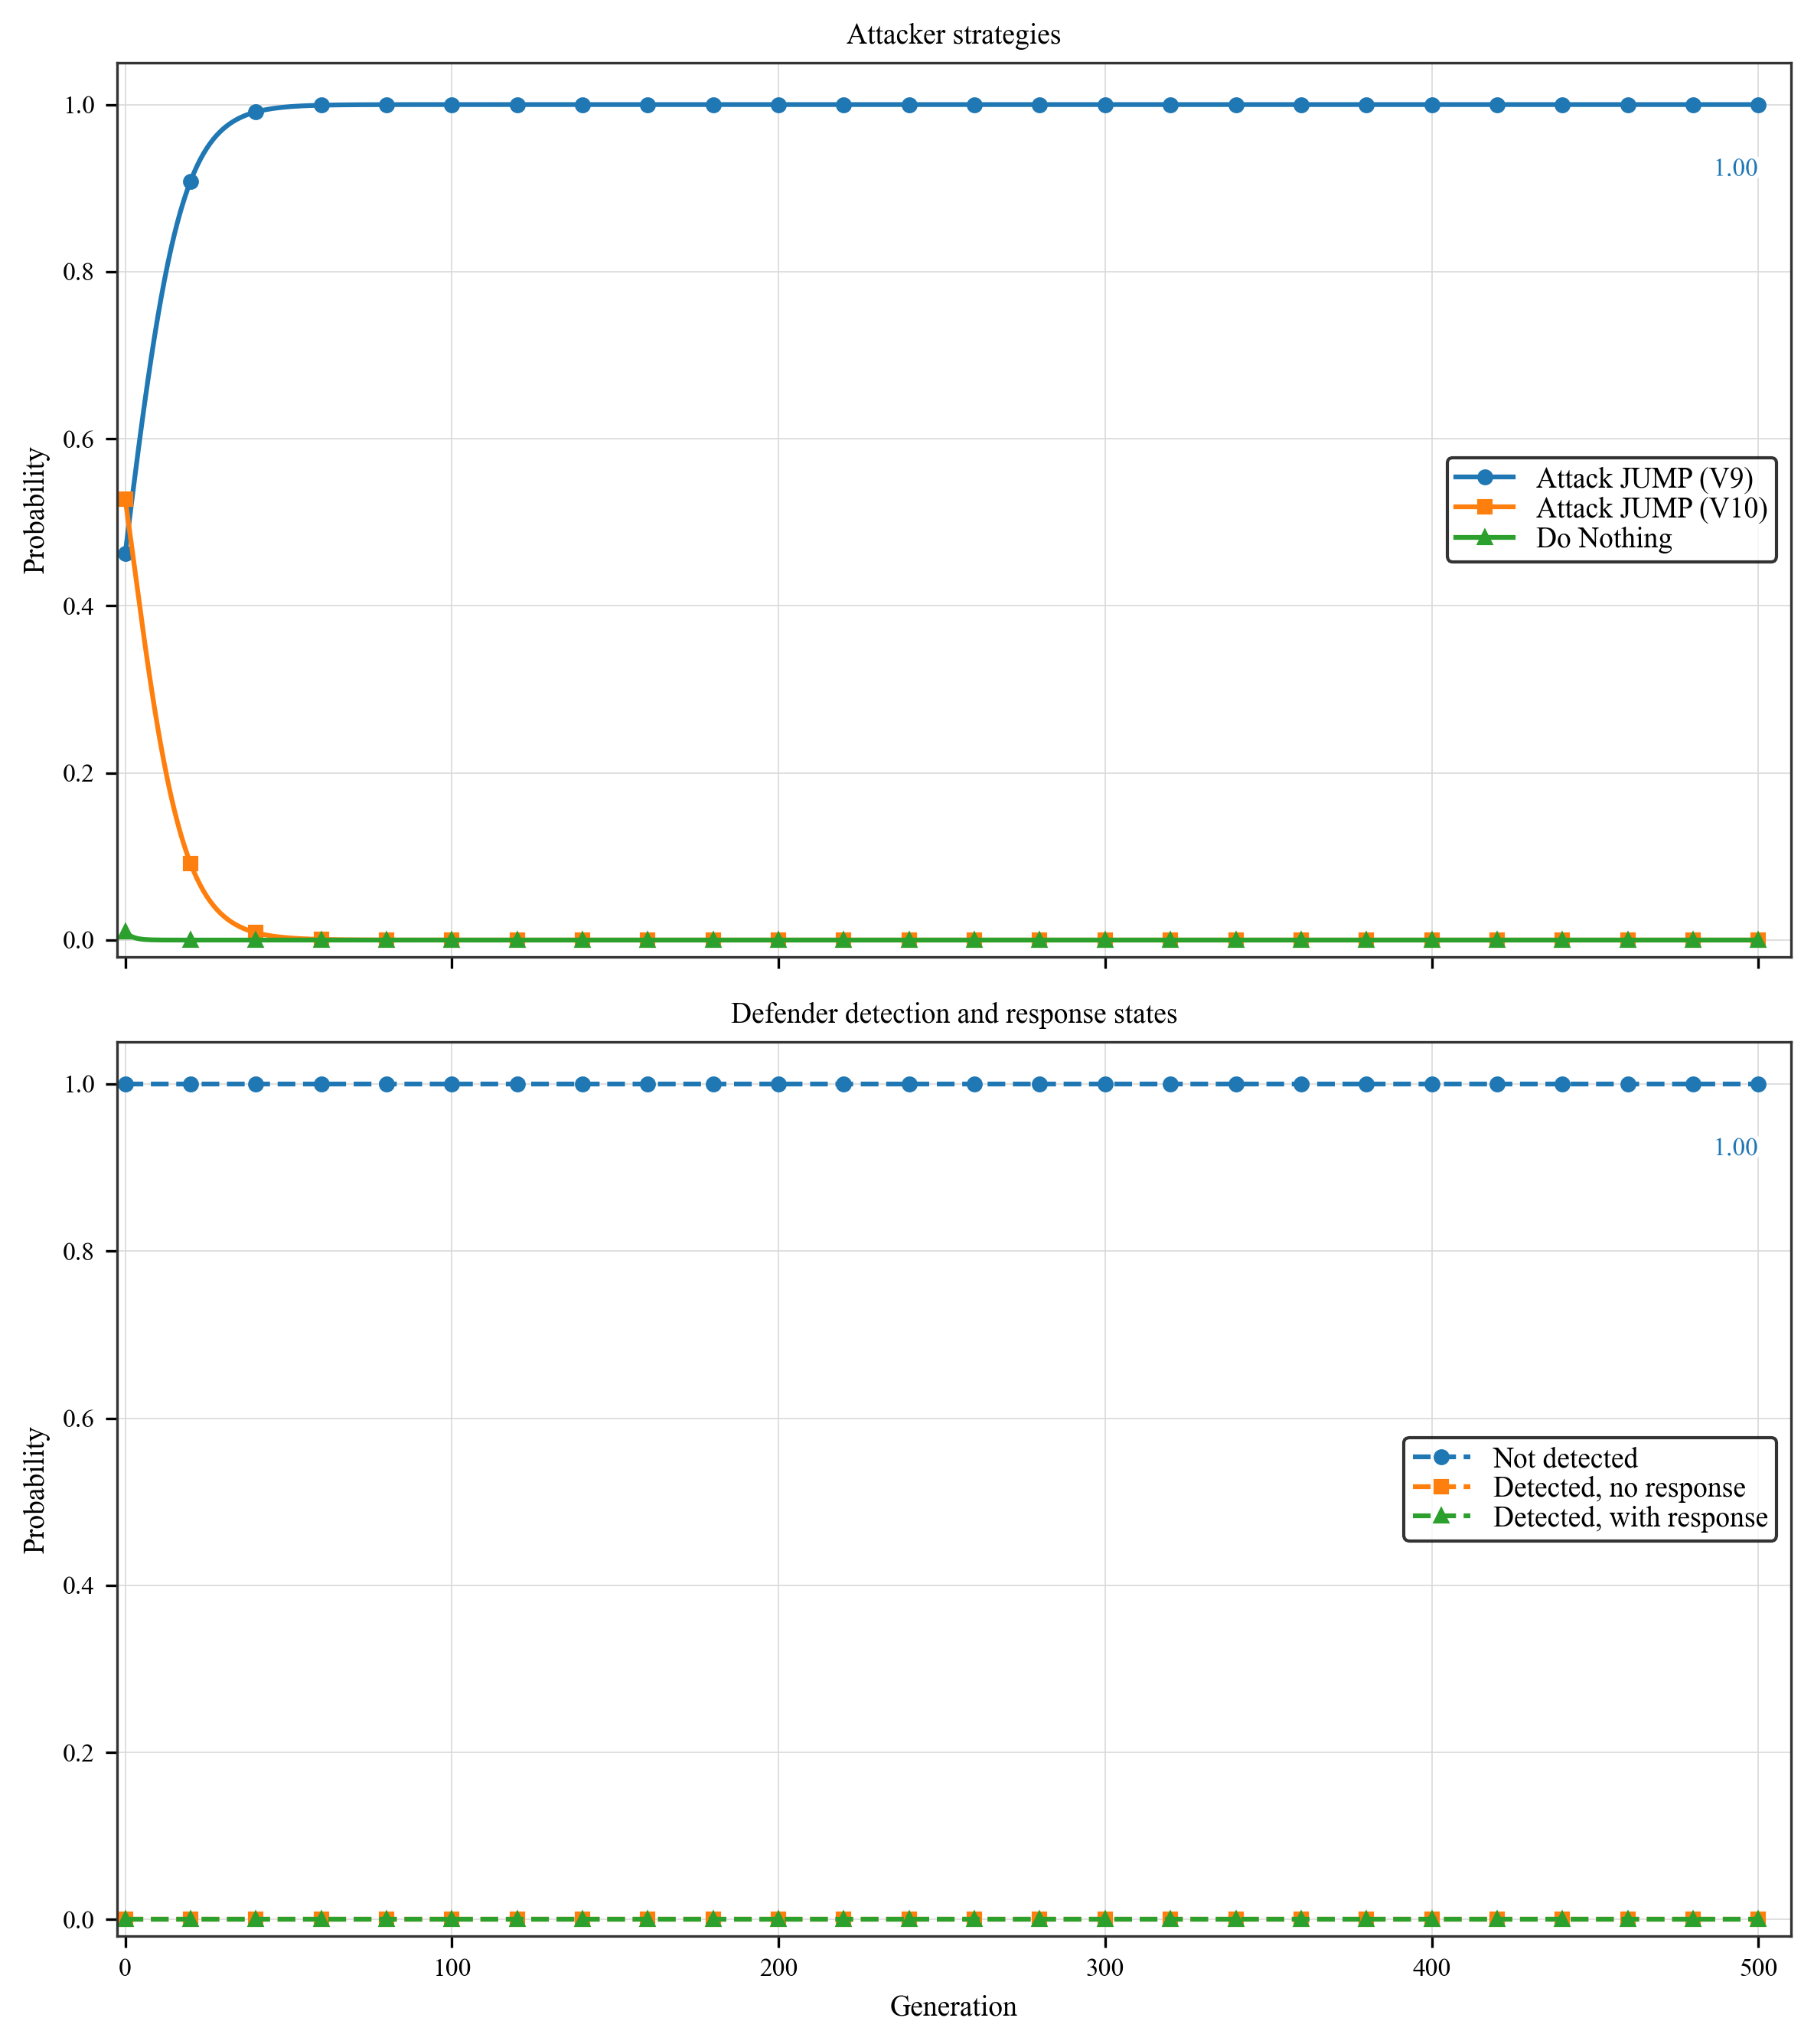 Attacker strategies
1.0
0.8
0.6
0.4
0.2
0.0
Probability
1.00
Attack JUMP (V9)
Attack JUMP (V10)
Do Nothing
Defender detection and response states
1.0
0.8
0.6
0.4
0.2
0.0
Probability
1.00
Not detected
Detected, no response
Detected, with response
0 100 200 300 400 500
Generation